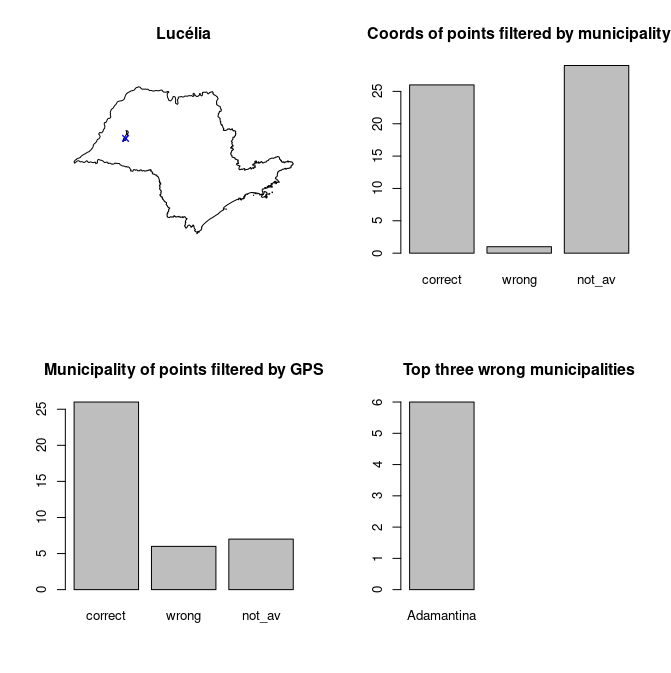 Lucélia
Coords of points filtered by municipality
0 5 10 15 20 25
correct wrong not_av
Municipality of points filtered by GPS
0 5 10 15 20 25
correct wrong not_av
Top three wrong municipalities
0 1 2 3 4 5 6
Adamantina